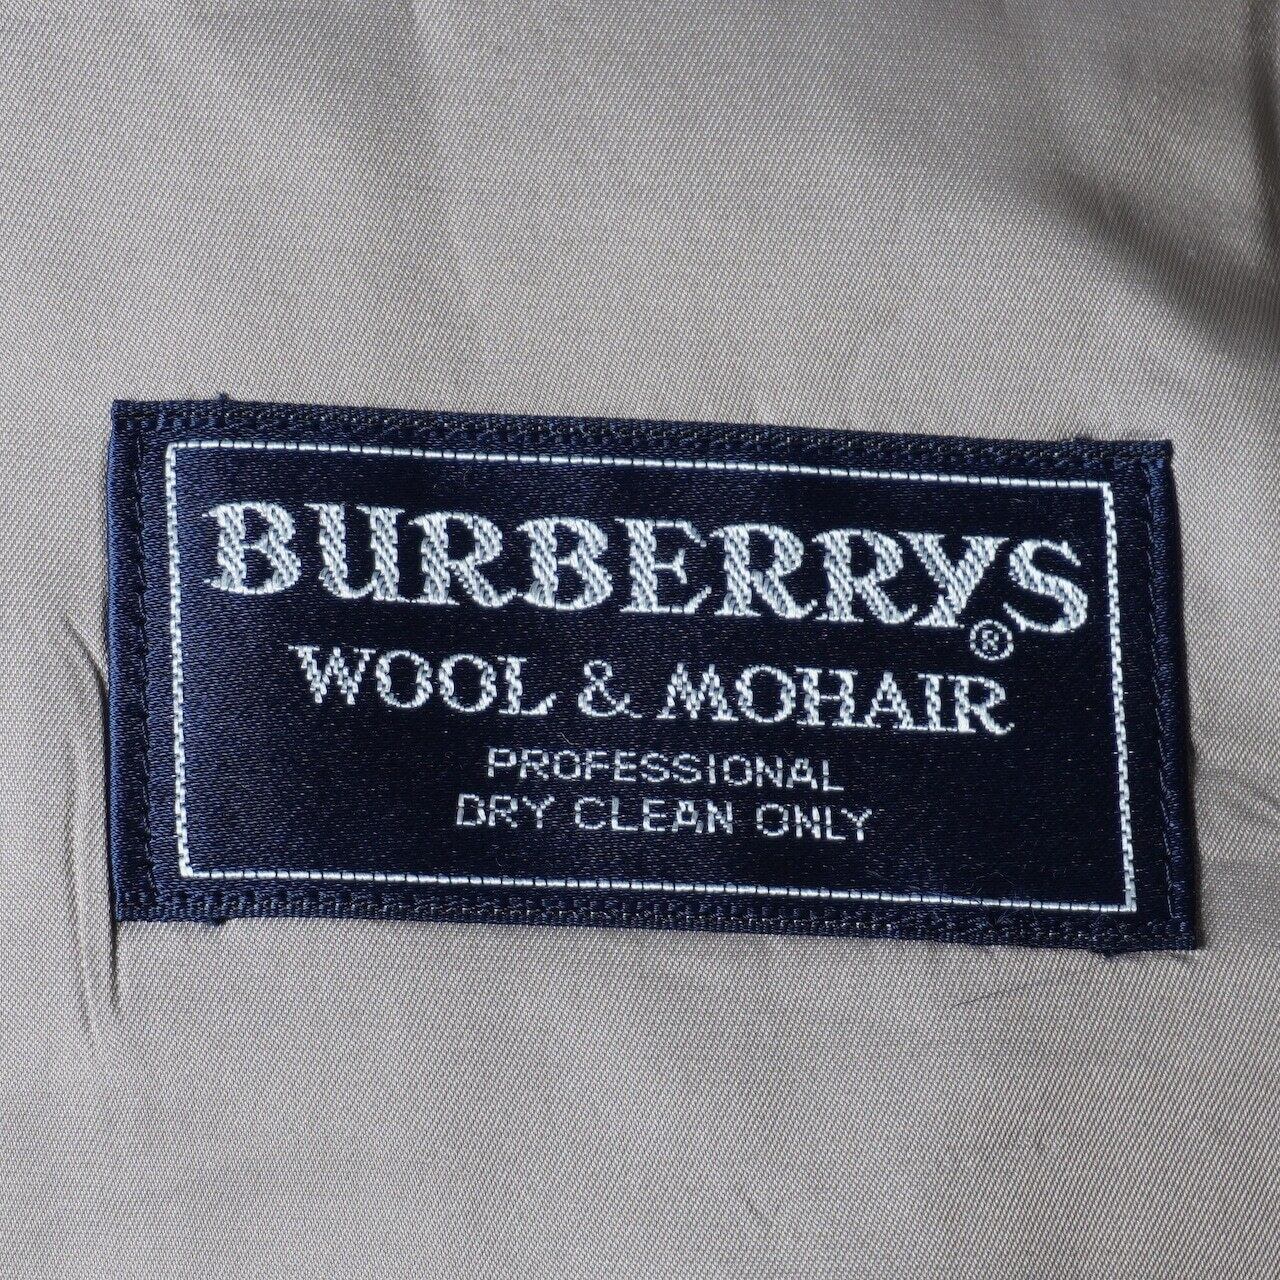 BURBERRYS®
WOOL & MOHAIR
PROFESSIONAL
DRY CLEAN ONLY